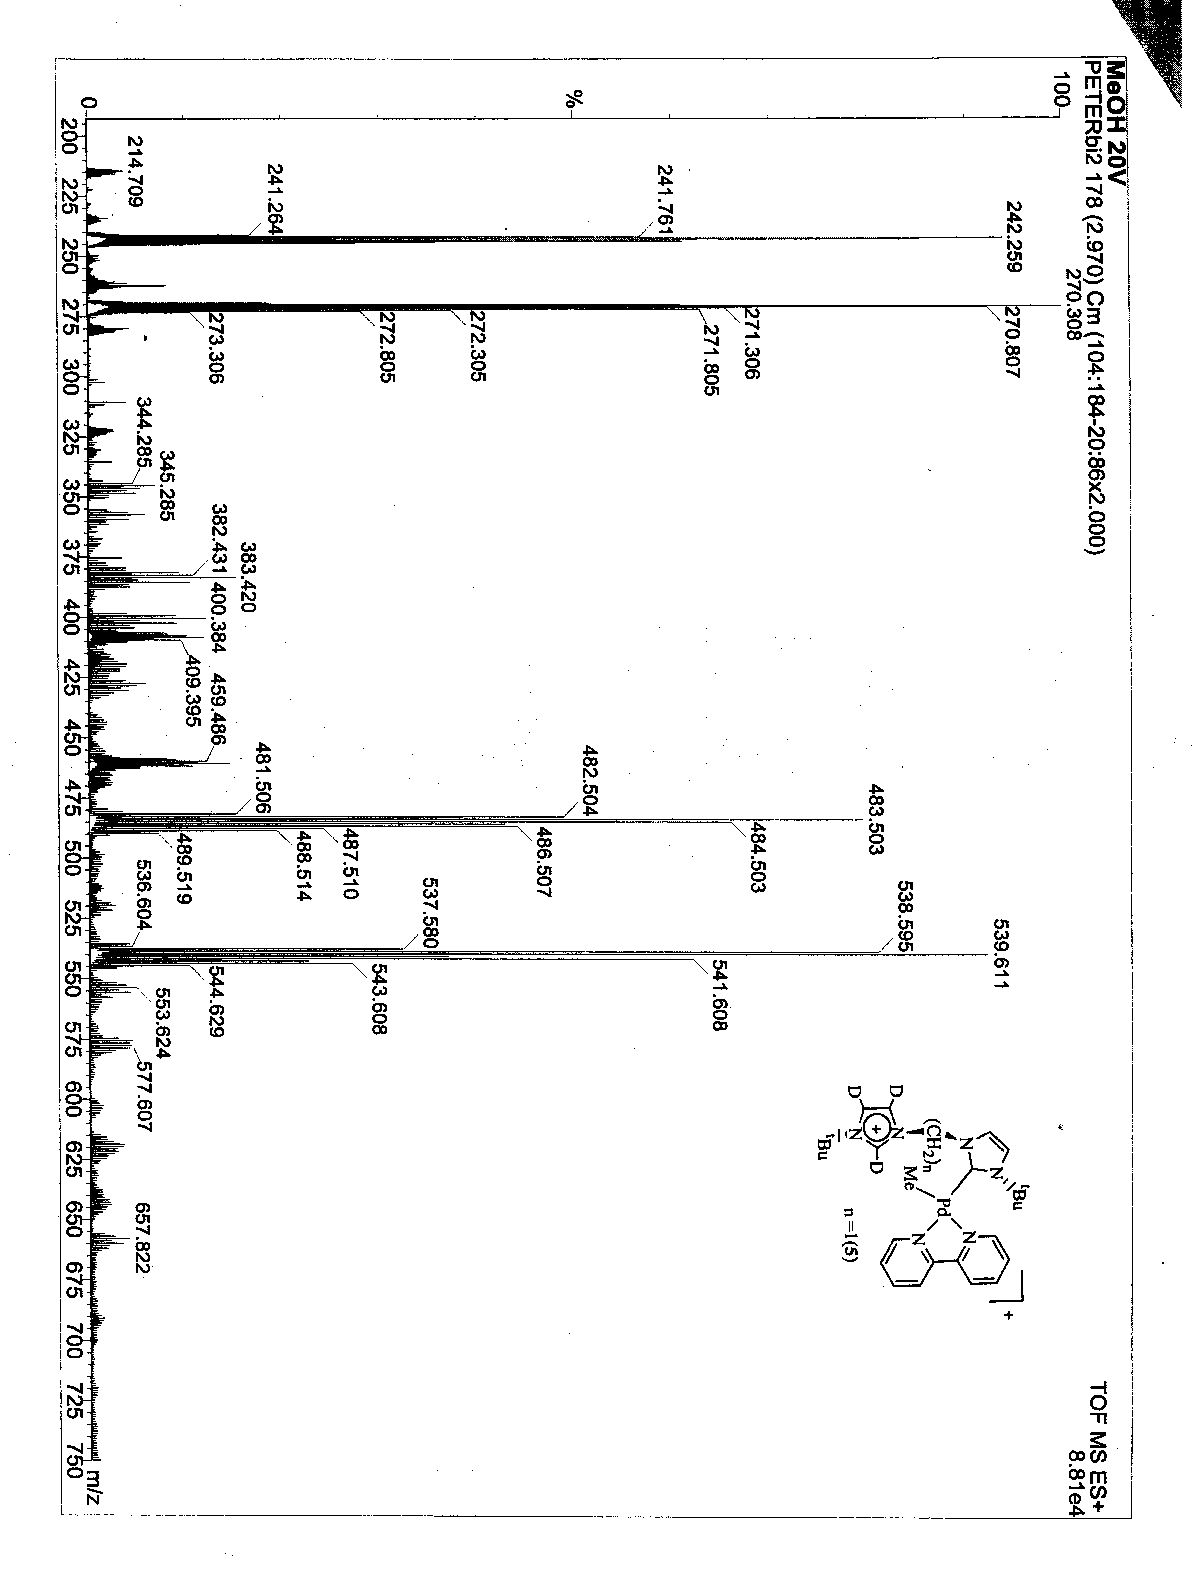 MeOH 20V
PETERbi2 178 (2.970) Cm (104:184-20:86x2.000)
TOF MS ES+
8.81e4
270.308
100
%
0
242.259
241.761
241.264
214.709
270.807
271.306
271.805
272.305
272.805
273.306
344.285
345.285
382.431
383.420
400.384
409.395
459.486
481.506
482.504
483.503
484.503
486.507
487.510
488.514
489.519
536.604
537.580
538.595
539.611
541.608
543.608
544.629
553.624
577.607
657.822
N
N
tBu
(CH2)n
Me
Pd
N
N
D
D
D
N
+
N
tBu
n =1(5)
+
200 225 250 275 300 325 350 375 400 425 450 475 500 525 550 575 600 625 650 675 700 725 750
m/z